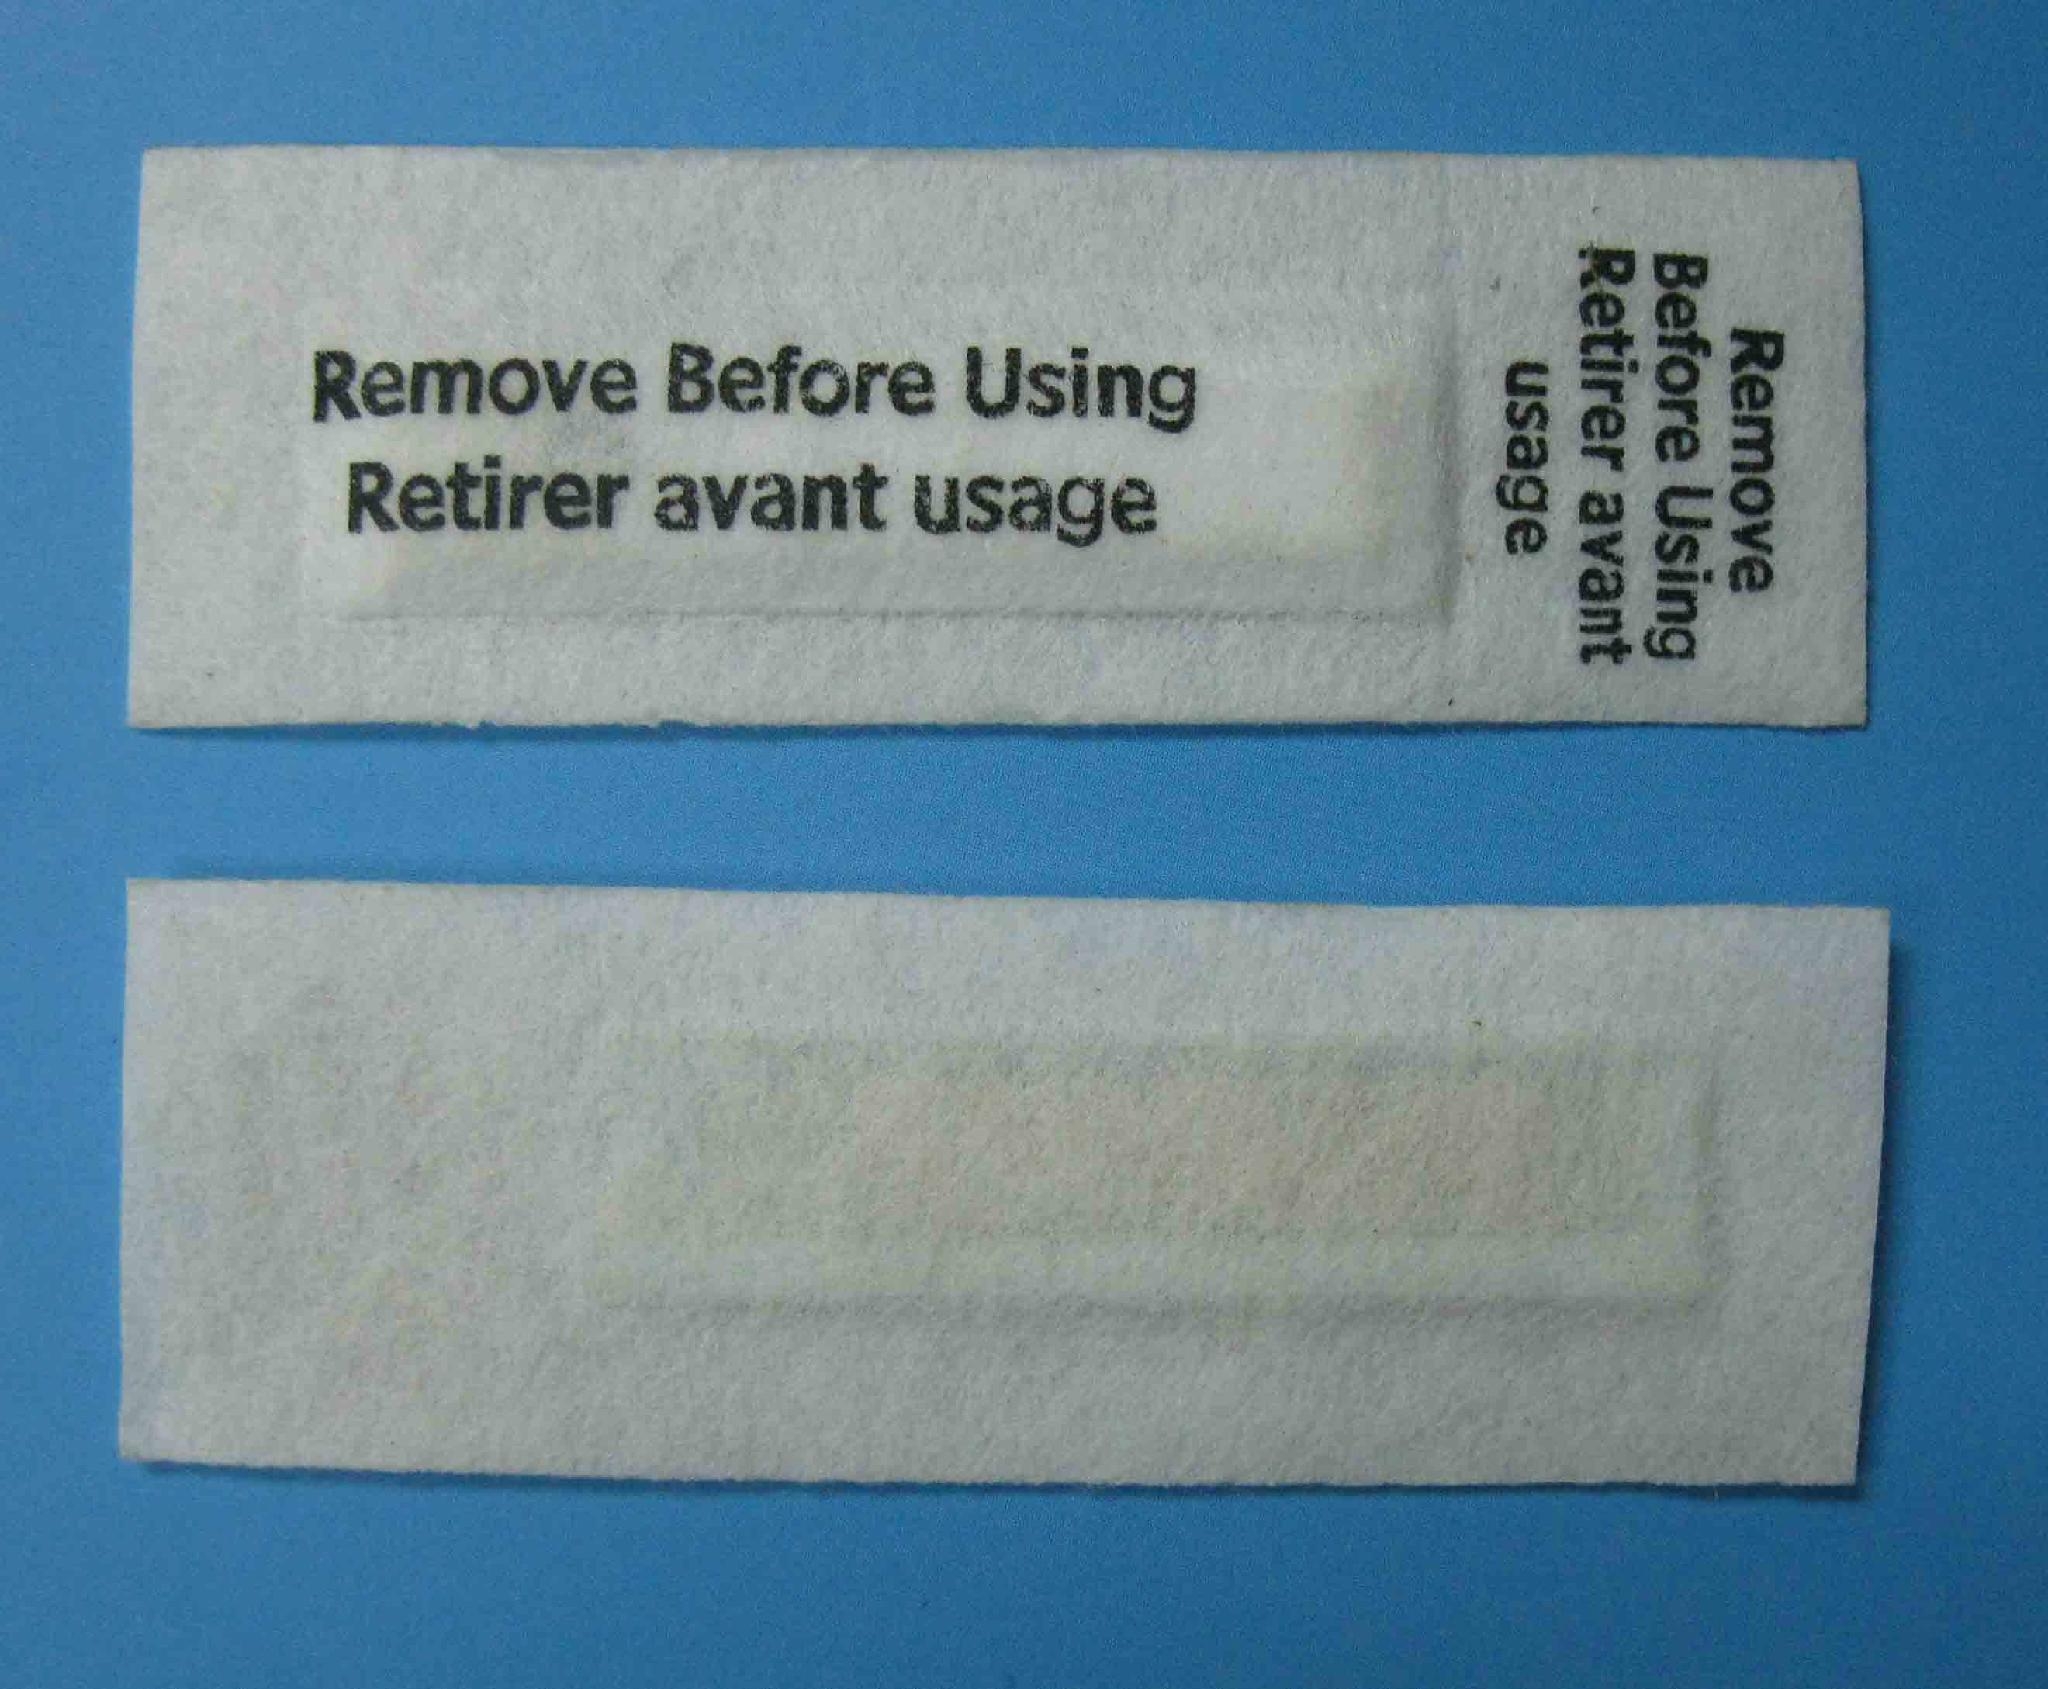 Remove Before Using
Retirer avant usage
Remove
Before Using
Retirer avant
usage